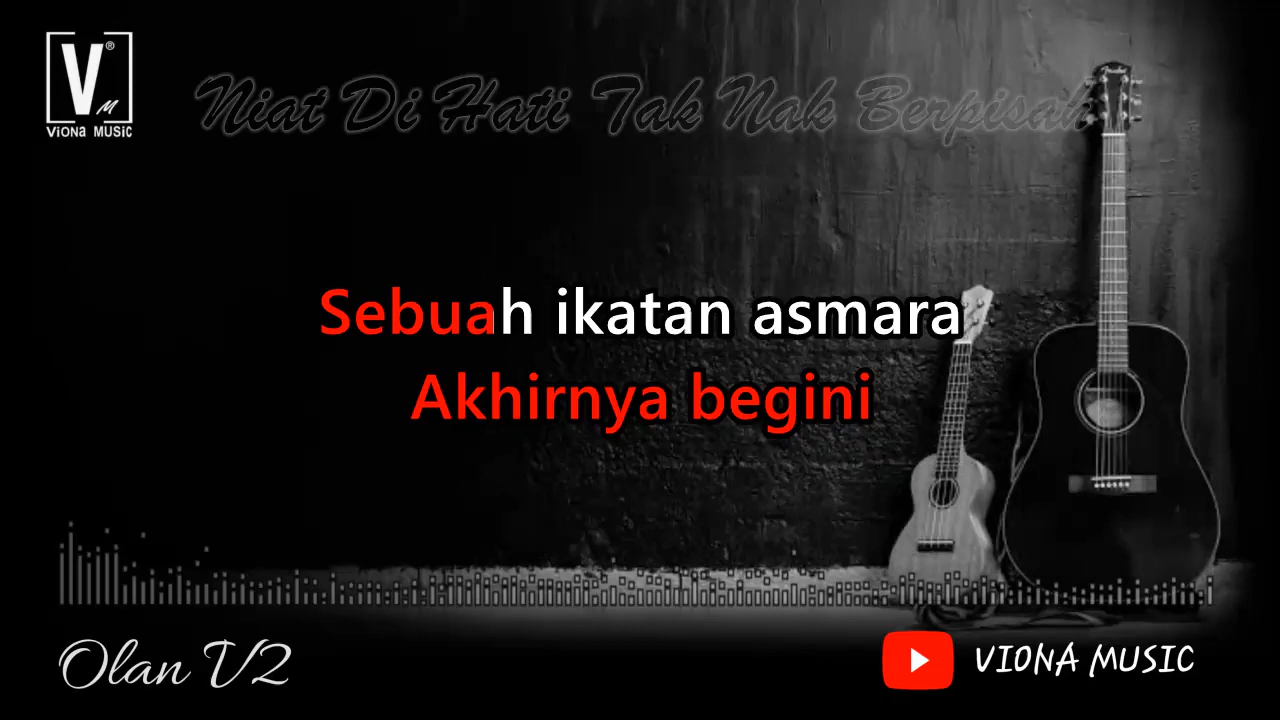 V®
M
ViONa MUSiC
Niat Di Hati Tak Nak Berpisah
Sebuah ikatan asmara
Akhirnya begini
Olan V2
VIONA MUSIC